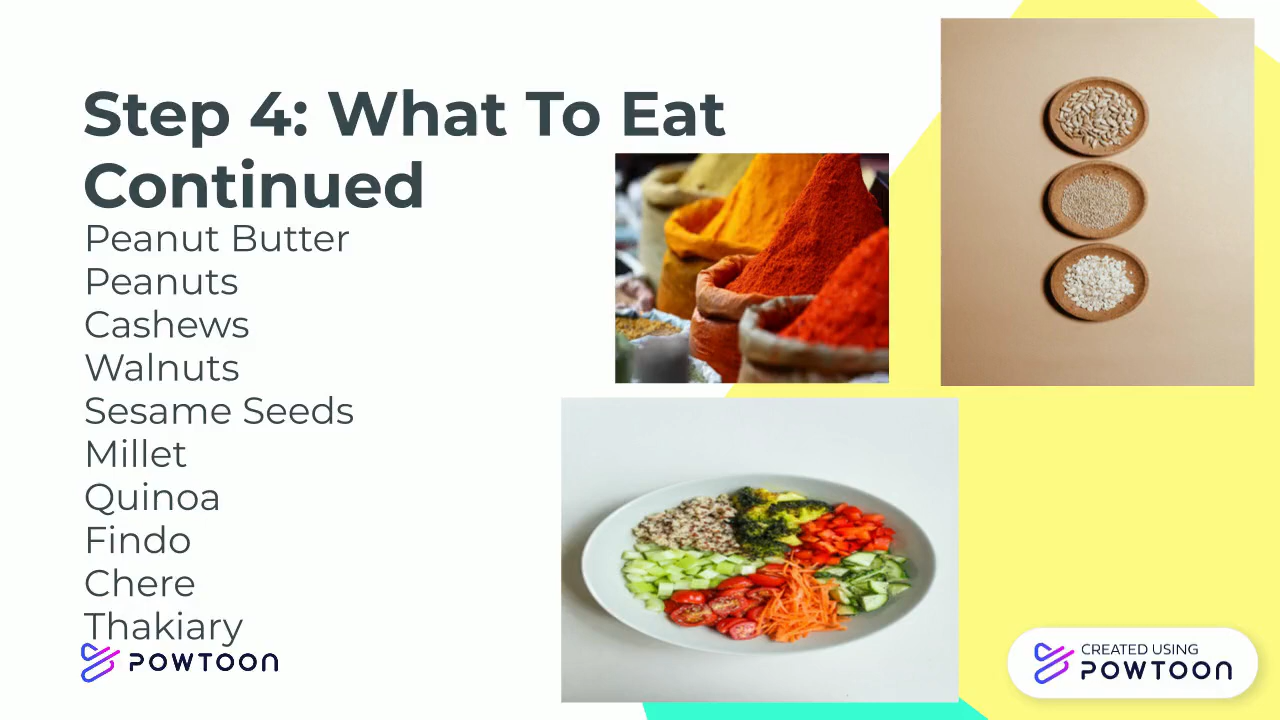 Step 4: What To Eat
Continued
Peanut Butter
Peanuts
Cashews
Walnuts
Sesame Seeds
Millet
Quinoa
Findo
Chere
Thakiary
POWTOON
CREATED USING
POWTOON